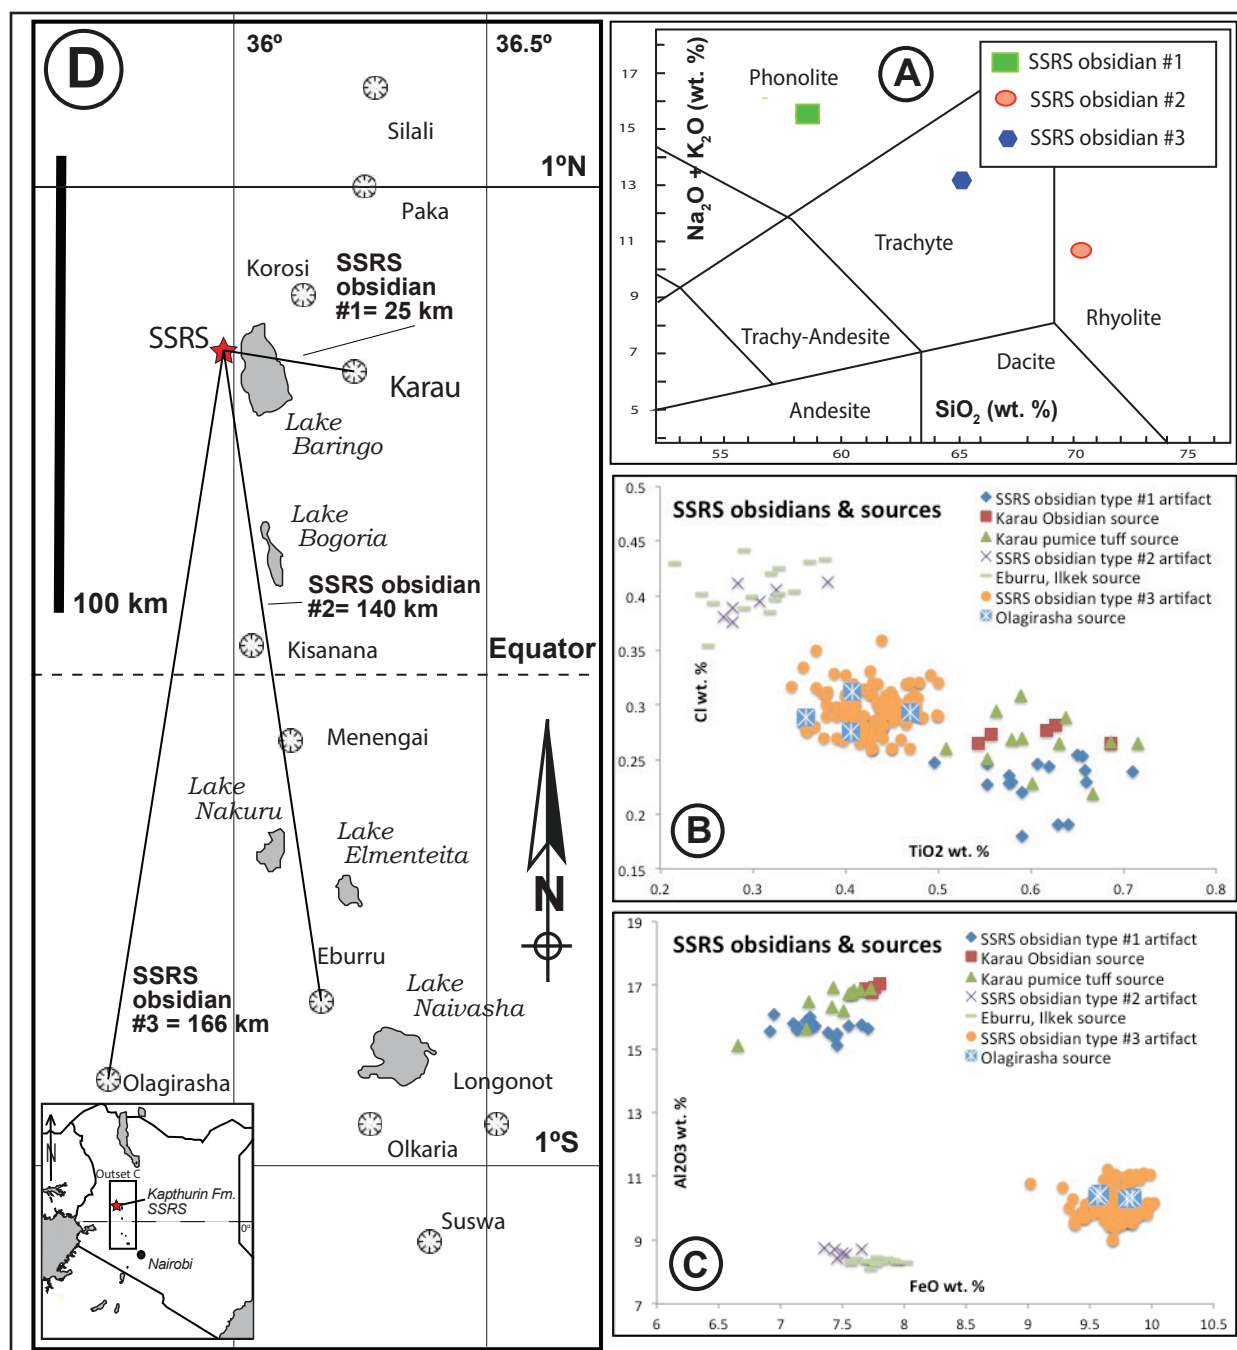 D
36º
36.5º
Silali
1ºN
Paka
Korosi
SSRS
obsidian
#1= 25 km
SSRS
Karau
Lake
Baringo
Lake
Bogoria
SSRS obsidian
#2= 140 km
100 km
Kisanana
Equator
Menengai
Lake
Nakuru
Lake
Elmenteita
N
Eburru
SSRS
obsidian
#3 = 166 km
Lake
Naivasha
Olagirasha
Longonot
Olkaria
1ºS
Suswa
N
Outset C
Kapthurin Fm.
SSRS
0º
Nairobi
A
SSRS obsidian #1
SSRS obsidian #2
SSRS obsidian #3
Na2O + K2O (wt. %)
17
15
13
11
9
7
5
Phonolite
Trachyte
Trachy-Andesite
Rhyolite
Dacite
Andesite
SiO2 (wt. %)
55
60
65
70
75
SSRS obsidians & sources
SSRS obsidian type #1 artifact
Karau Obsidian source
Karau pumice tuff source
SSRS obsidian type #2 artifact
Eburru, Ilkek source
SSRS obsidian type #3 artifact
Olagirasha source
0.5
0.45
0.4
0.35
0.3
0.25
0.2
0.15
Cl wt. %
B
TiO2 wt. %
0.2
0.3
0.4
0.5
0.6
0.7
0.8
SSRS obsidians & sources
SSRS obsidian type #1 artifact
Karau Obsidian source
Karau pumice tuff source
SSRS obsidian type #2 artifact
Eburru, Ilkek source
SSRS obsidian type #3 artifact
Olagirasha source
19
17
15
13
11
9
7
Al2O3 wt. %
C
FeO wt. %
6
6.5
7
7.5
8
8.5
9
9.5
10
10.5